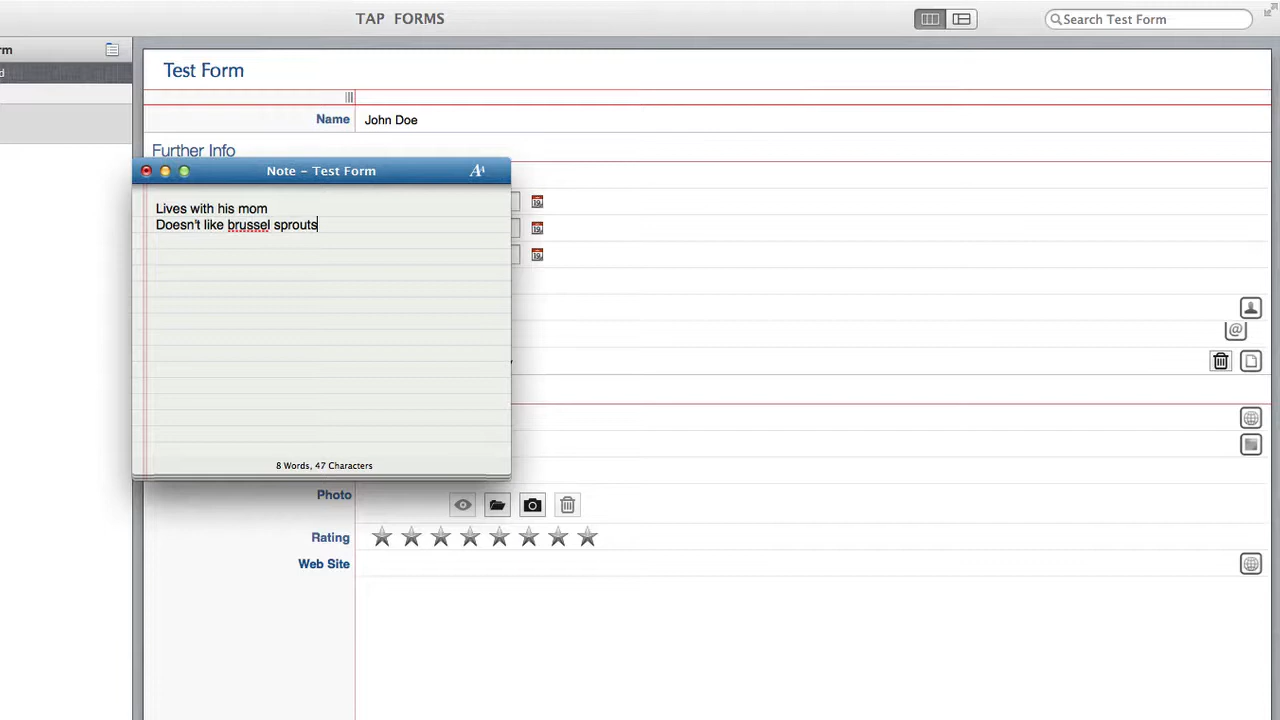 TAP FORMS
Search Test Form
rm
d
Test Form
Name John Doe
Further Info
Note – Test Form
Lives with his mom
Doesn't like brussel sprouts
8 Words, 47 Characters
Photo
Rating
Web Site